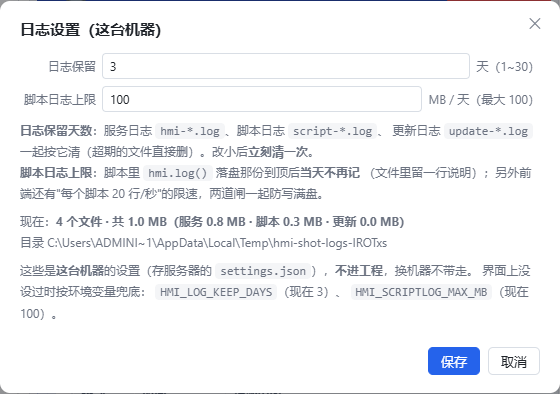 日志设置（这台机器）
日志保留 3 天（1~30）
脚本日志上限 100 MB / 天（最大 100）
日志保留天数：服务日志 hmi-*.log 、脚本日志 script-*.log 、 更新日志 update-*.log
一起按它清（超期的文件直接删）。改小后立刻清一次。
脚本日志上限：脚本里 hmi.log() 落盘那份到顶后当天不再记 （文件里留一行说明）；另外前
端还有"每个脚本 20 行/秒"的限速，两道闸一起防写满盘。
现在：4 个文件 · 共 1.0 MB（服务 0.8 MB · 脚本 0.3 MB · 更新 0.0 MB）
目录 C:\Users\ADMINI~1\AppData\Local\Temp\hmi-shot-logs-IROTxs
这些是这台机器的设置（存服务器的 settings.json ），不进工程，换机器不带走。 界面上没
设过时按环境变量兜底： HMI_LOG_KEEP_DAYS （现在 3）、 HMI_SCRIPTLOG_MAX_MB （现在
100）。
保存 取消